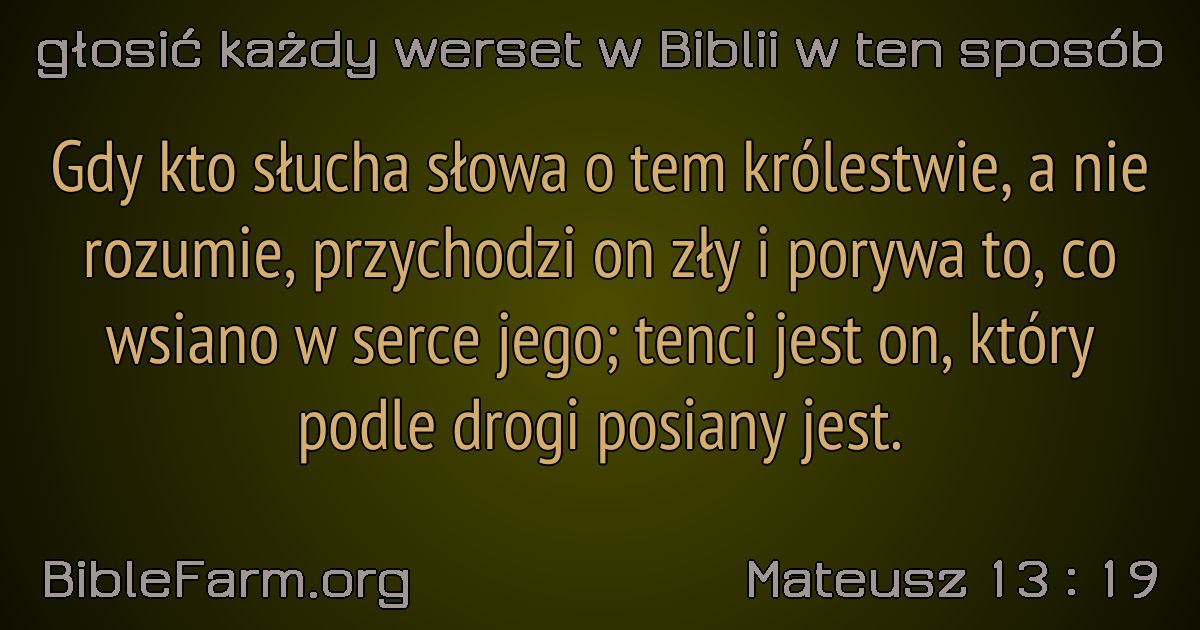 głosić każdy werset w Biblii w ten sposób
Gdy kto słucha słowa o tem królestwie, a nie
rozumie, przychodzi on zły i porywa to, co
wsiano w serce jego; tenci jest on, który
podle drogi posiany jest.
BibleFarm.org
Mateusz 13 : 19